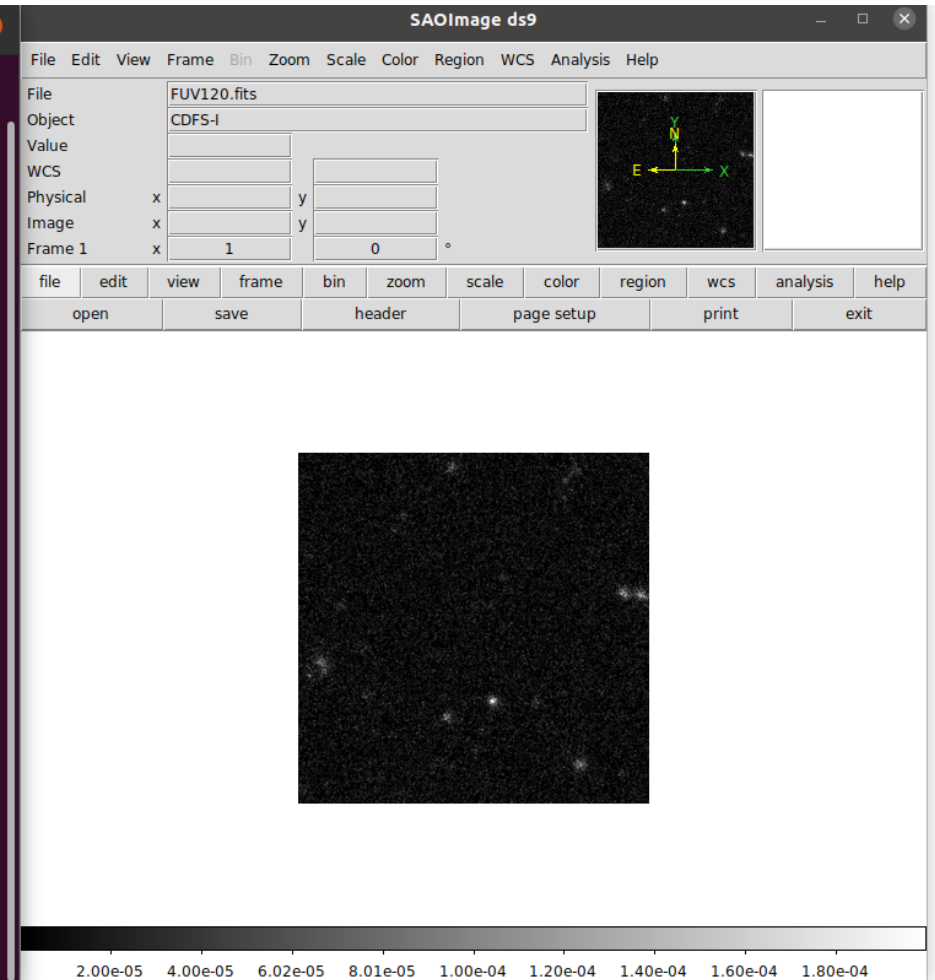 SAOImage ds9
File Edit View Frame Bin Zoom Scale Color Region WCS Analysis Help
File FUV120.fits
Object CDFS-I
Value
WCS
Physical x y
Image x y
Frame 1 x 1 0 °
Y
N
E X
file edit view frame bin zoom scale color region wcs analysis help
open save header page setup print exit
2.00e-05 4.00e-05 6.02e-05 8.01e-05 1.00e-04 1.20e-04 1.40e-04 1.60e-04 1.80e-04